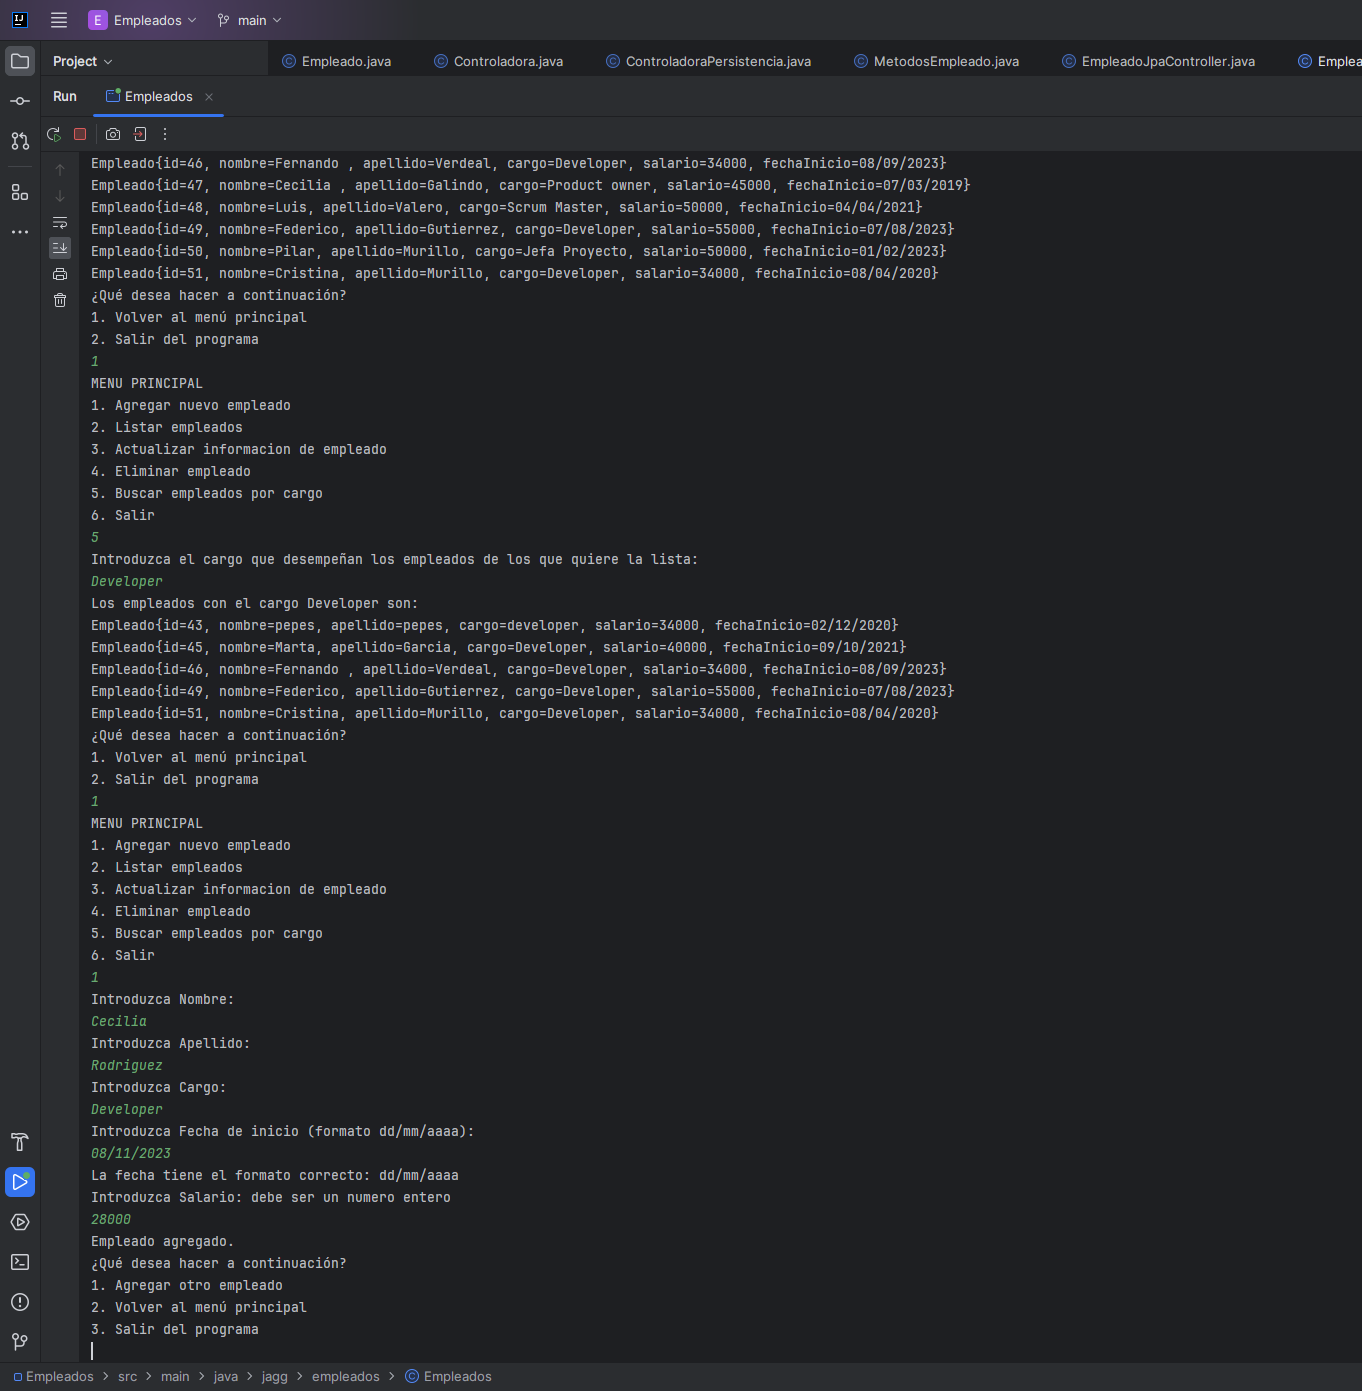 E Empleados main
Project
Empleado.java Controladora.java ControladoraPersistencia.java MetodosEmpleado.java EmpleadoJpaController.java Emplea
Run Empleados
Empleado{id=46, nombre=Fernando , apellido=Verdeal, cargo=Developer, salario=34000, fechaInicio=08/09/2023}
Empleado{id=47, nombre=Cecilia , apellido=Galindo, cargo=Product owner, salario=45000, fechaInicio=07/03/2019}
Empleado{id=48, nombre=Luis, apellido=Valero, cargo=Scrum Master, salario=50000, fechaInicio=04/04/2021}
Empleado{id=49, nombre=Federico, apellido=Gutierrez, cargo=Developer, salario=55000, fechaInicio=07/08/2023}
Empleado{id=50, nombre=Pilar, apellido=Murillo, cargo=Jefa Proyecto, salario=50000, fechaInicio=01/02/2023}
Empleado{id=51, nombre=Cristina, apellido=Murillo, cargo=Developer, salario=34000, fechaInicio=08/04/2020}
¿Qué desea hacer a continuación?
1. Volver al menú principal
2. Salir del programa
1
MENU PRINCIPAL
1. Agregar nuevo empleado
2. Listar empleados
3. Actualizar informacion de empleado
4. Eliminar empleado
5. Buscar empleados por cargo
6. Salir
5
Introduzca el cargo que desempeñan los empleados de los que quiere la lista:
Developer
Los empleados con el cargo Developer son:
Empleado{id=43, nombre=pepes, apellido=pepes, cargo=developer, salario=34000, fechaInicio=02/12/2020}
Empleado{id=45, nombre=Marta, apellido=Garcia, cargo=Developer, salario=40000, fechaInicio=09/10/2021}
Empleado{id=46, nombre=Fernando , apellido=Verdeal, cargo=Developer, salario=34000, fechaInicio=08/09/2023}
Empleado{id=49, nombre=Federico, apellido=Gutierrez, cargo=Developer, salario=55000, fechaInicio=07/08/2023}
Empleado{id=51, nombre=Cristina, apellido=Murillo, cargo=Developer, salario=34000, fechaInicio=08/04/2020}
¿Qué desea hacer a continuación?
1. Volver al menú principal
2. Salir del programa
1
MENU PRINCIPAL
1. Agregar nuevo empleado
2. Listar empleados
3. Actualizar informacion de empleado
4. Eliminar empleado
5. Buscar empleados por cargo
6. Salir
1
Introduzca Nombre:
Cecilia
Introduzca Apellido:
Rodriguez
Introduzca Cargo:
Developer
Introduzca Fecha de inicio (formato dd/mm/aaaa):
08/11/2023
La fecha tiene el formato correcto: dd/mm/aaaa
Introduzca Salario: debe ser un numero entero
28000
Empleado agregado.
¿Qué desea hacer a continuación?
1. Agregar otro empleado
2. Volver al menú principal
3. Salir del programa
Empleados > src > main > java > jagg > empleados > Empleados